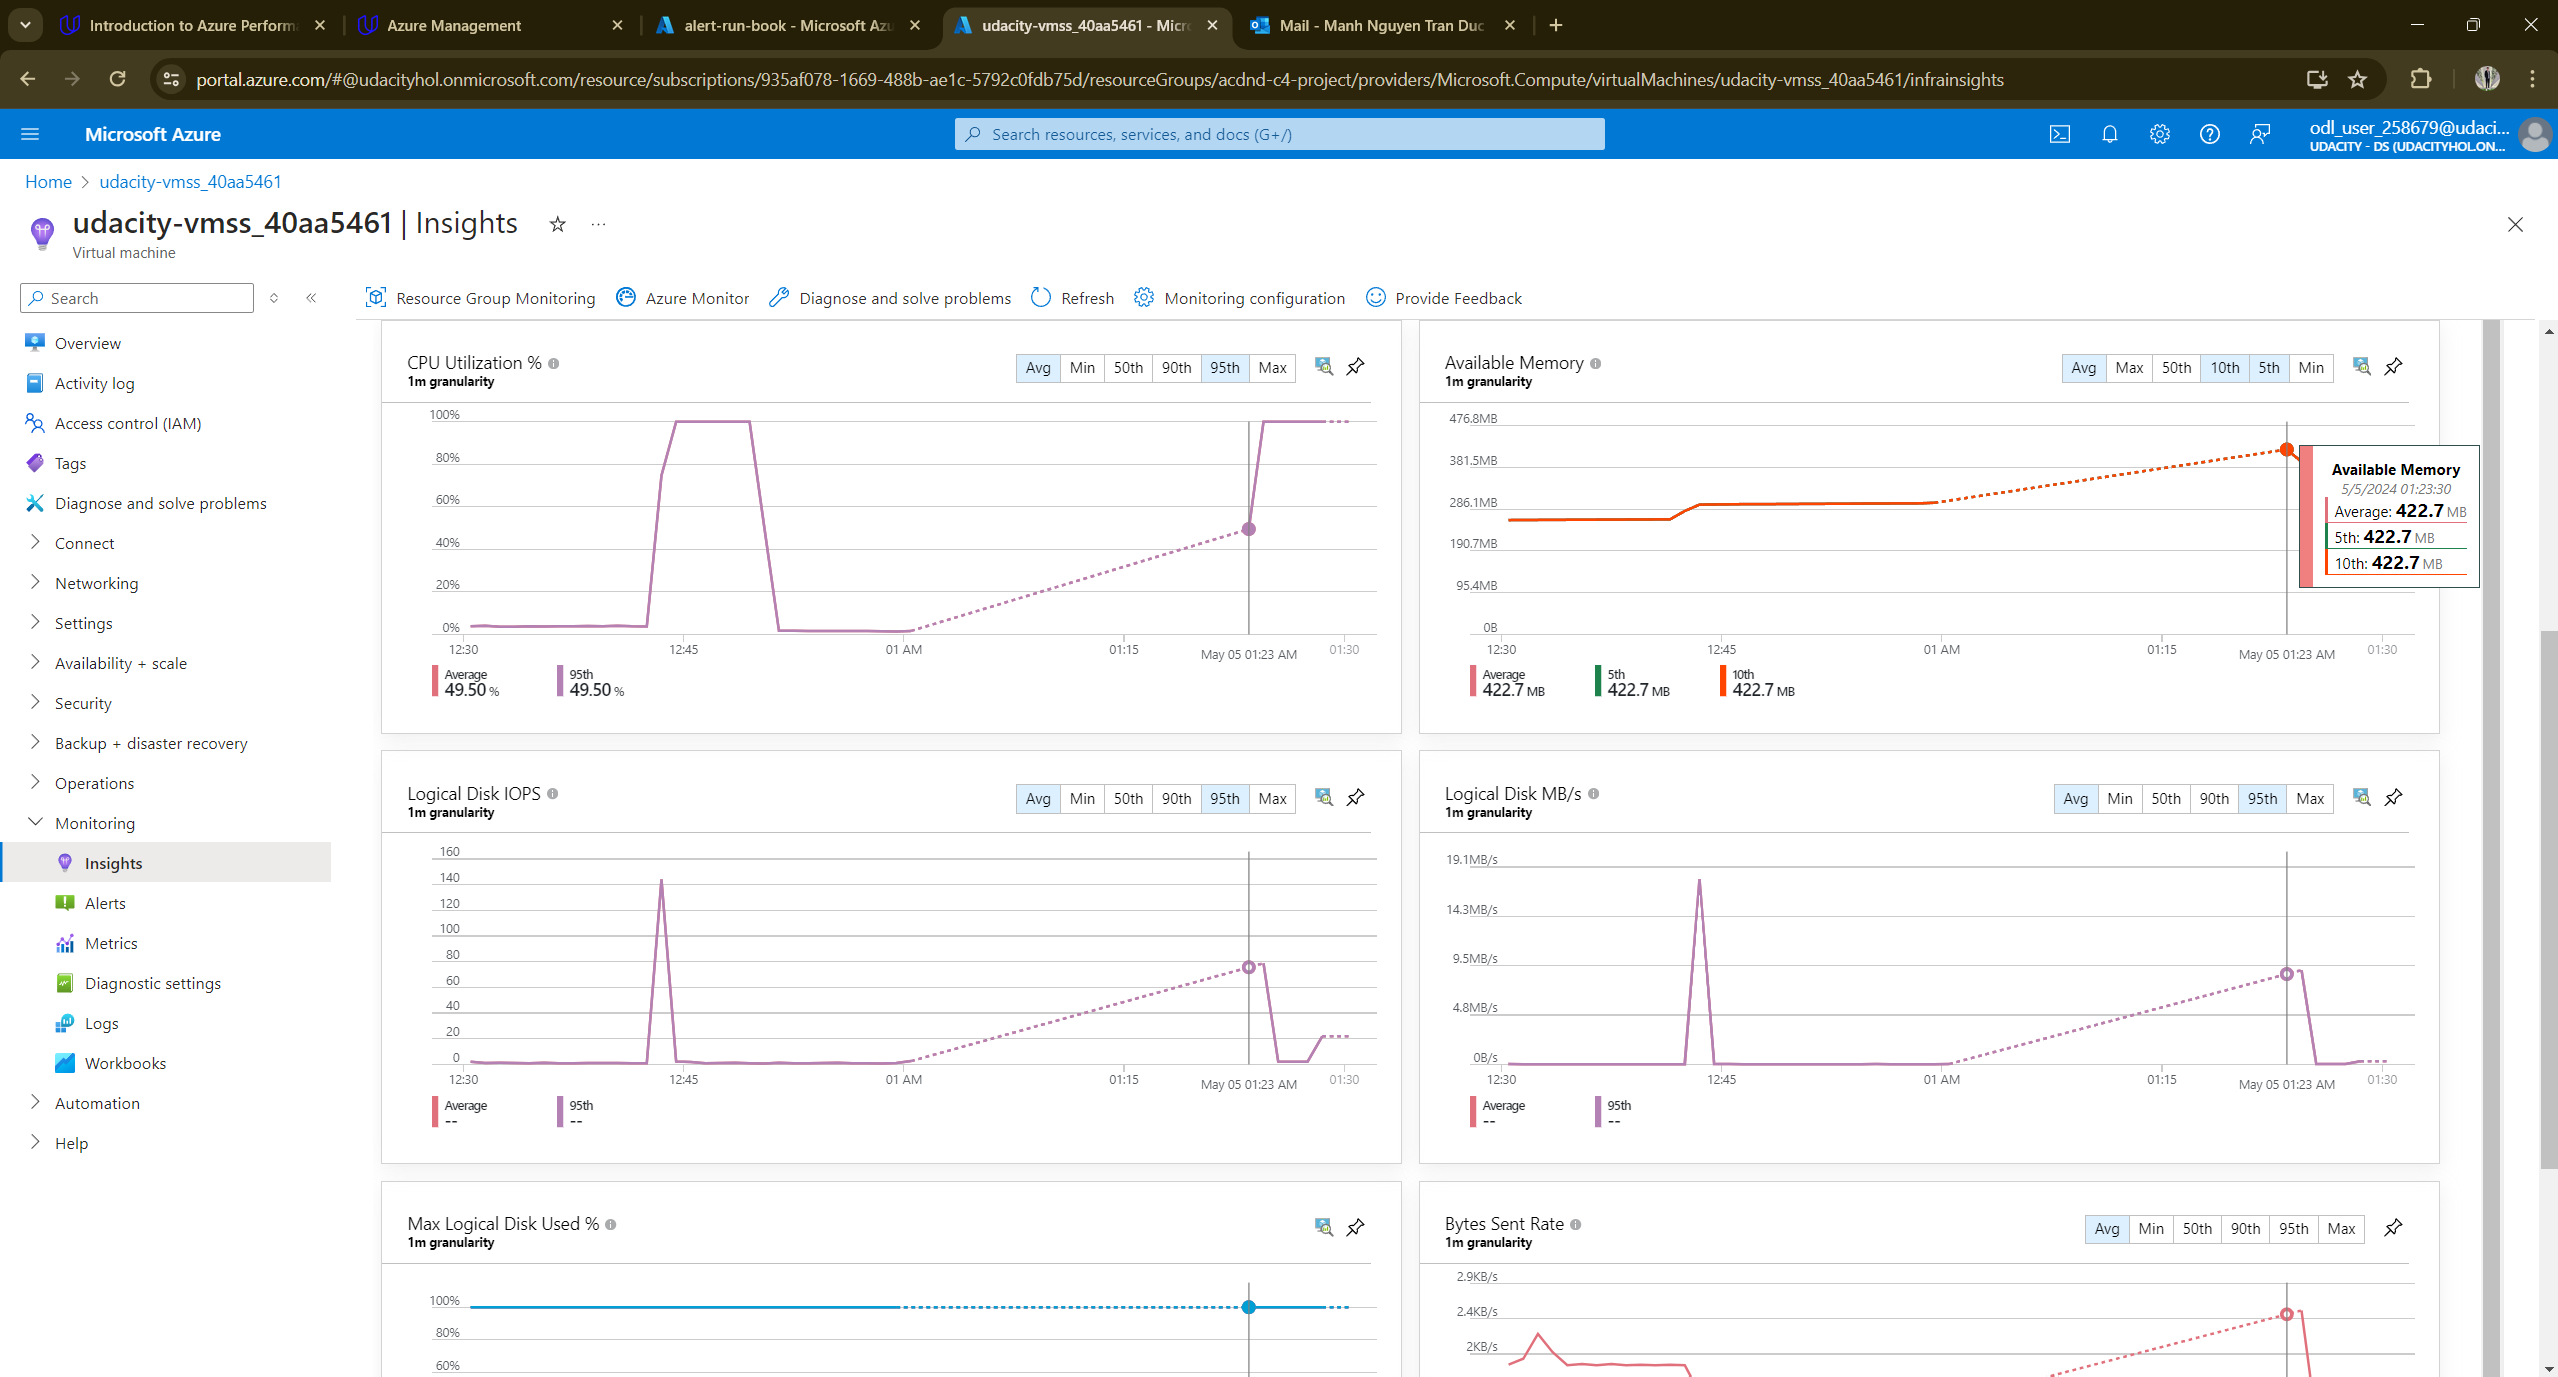 Introduction to Azure Perform
Azure Management
alert-run-book - Microsoft Azu
udacity-vmss_40aa5461 - Micro
Mail - Manh Nguyen Tran Duc
portal.azure.com/#@udacityhol.onmicrosoft.com/resource/subscriptions/935af078-1669-488b-ae1c-5792c0fdb75d/resourceGroups/acdnd-c4-project/providers/Microsoft.Compute/virtualMachines/udacity-vmss_40aa5461/infrainsights
Microsoft Azure
Search resources, services, and docs (G+/)
odl_user_258679@udaci...
UDACITY - DS (UDACITYHOL.ON...
Home > udacity-vmss_40aa5461
udacity-vmss_40aa5461 | Insights
Virtual machine
Search
Resource Group Monitoring
Azure Monitor
Diagnose and solve problems
Refresh
Monitoring configuration
Provide Feedback
Overview
Activity log
Access control (IAM)
Tags
Diagnose and solve problems
Connect
Networking
Settings
Availability + scale
Security
Backup + disaster recovery
Operations
Monitoring
Insights
Alerts
Metrics
Diagnostic settings
Logs
Workbooks
Automation
Help
CPU Utilization %
1m granularity
Avg Min 50th 90th 95th Max
100%
80%
60%
40%
20%
0%
12:30 12:45 01 AM 01:15 May 05 01:23 AM 01:30
Average
49.50 %
95th
49.50 %
Available Memory
1m granularity
Avg Max 50th 10th 5th Min
476.8MB
381.5MB
286.1MB
190.7MB
95.4MB
0B
12:30 12:45 01 AM 01:15 May 05 01:23 AM 01:30
Available Memory
5/5/2024 01:23:30
Average: 422.7 MB
5th: 422.7 MB
10th: 422.7 MB
Average
422.7 MB
5th
422.7 MB
10th
422.7 MB
Logical Disk IOPS
1m granularity
Avg Min 50th 90th 95th Max
160
140
120
100
80
60
40
20
0
12:30 12:45 01 AM 01:15 May 05 01:23 AM 01:30
Average
--
95th
--
Logical Disk MB/s
1m granularity
Avg Min 50th 90th 95th Max
19.1MB/s
14.3MB/s
9.5MB/s
4.8MB/s
0B/s
12:30 12:45 01 AM 01:15 May 05 01:23 AM 01:30
Average
--
95th
--
Max Logical Disk Used %
1m granularity
100%
80%
60%
Bytes Sent Rate
1m granularity
Avg Min 50th 90th 95th Max
2.9KB/s
2.4KB/s
2KB/s